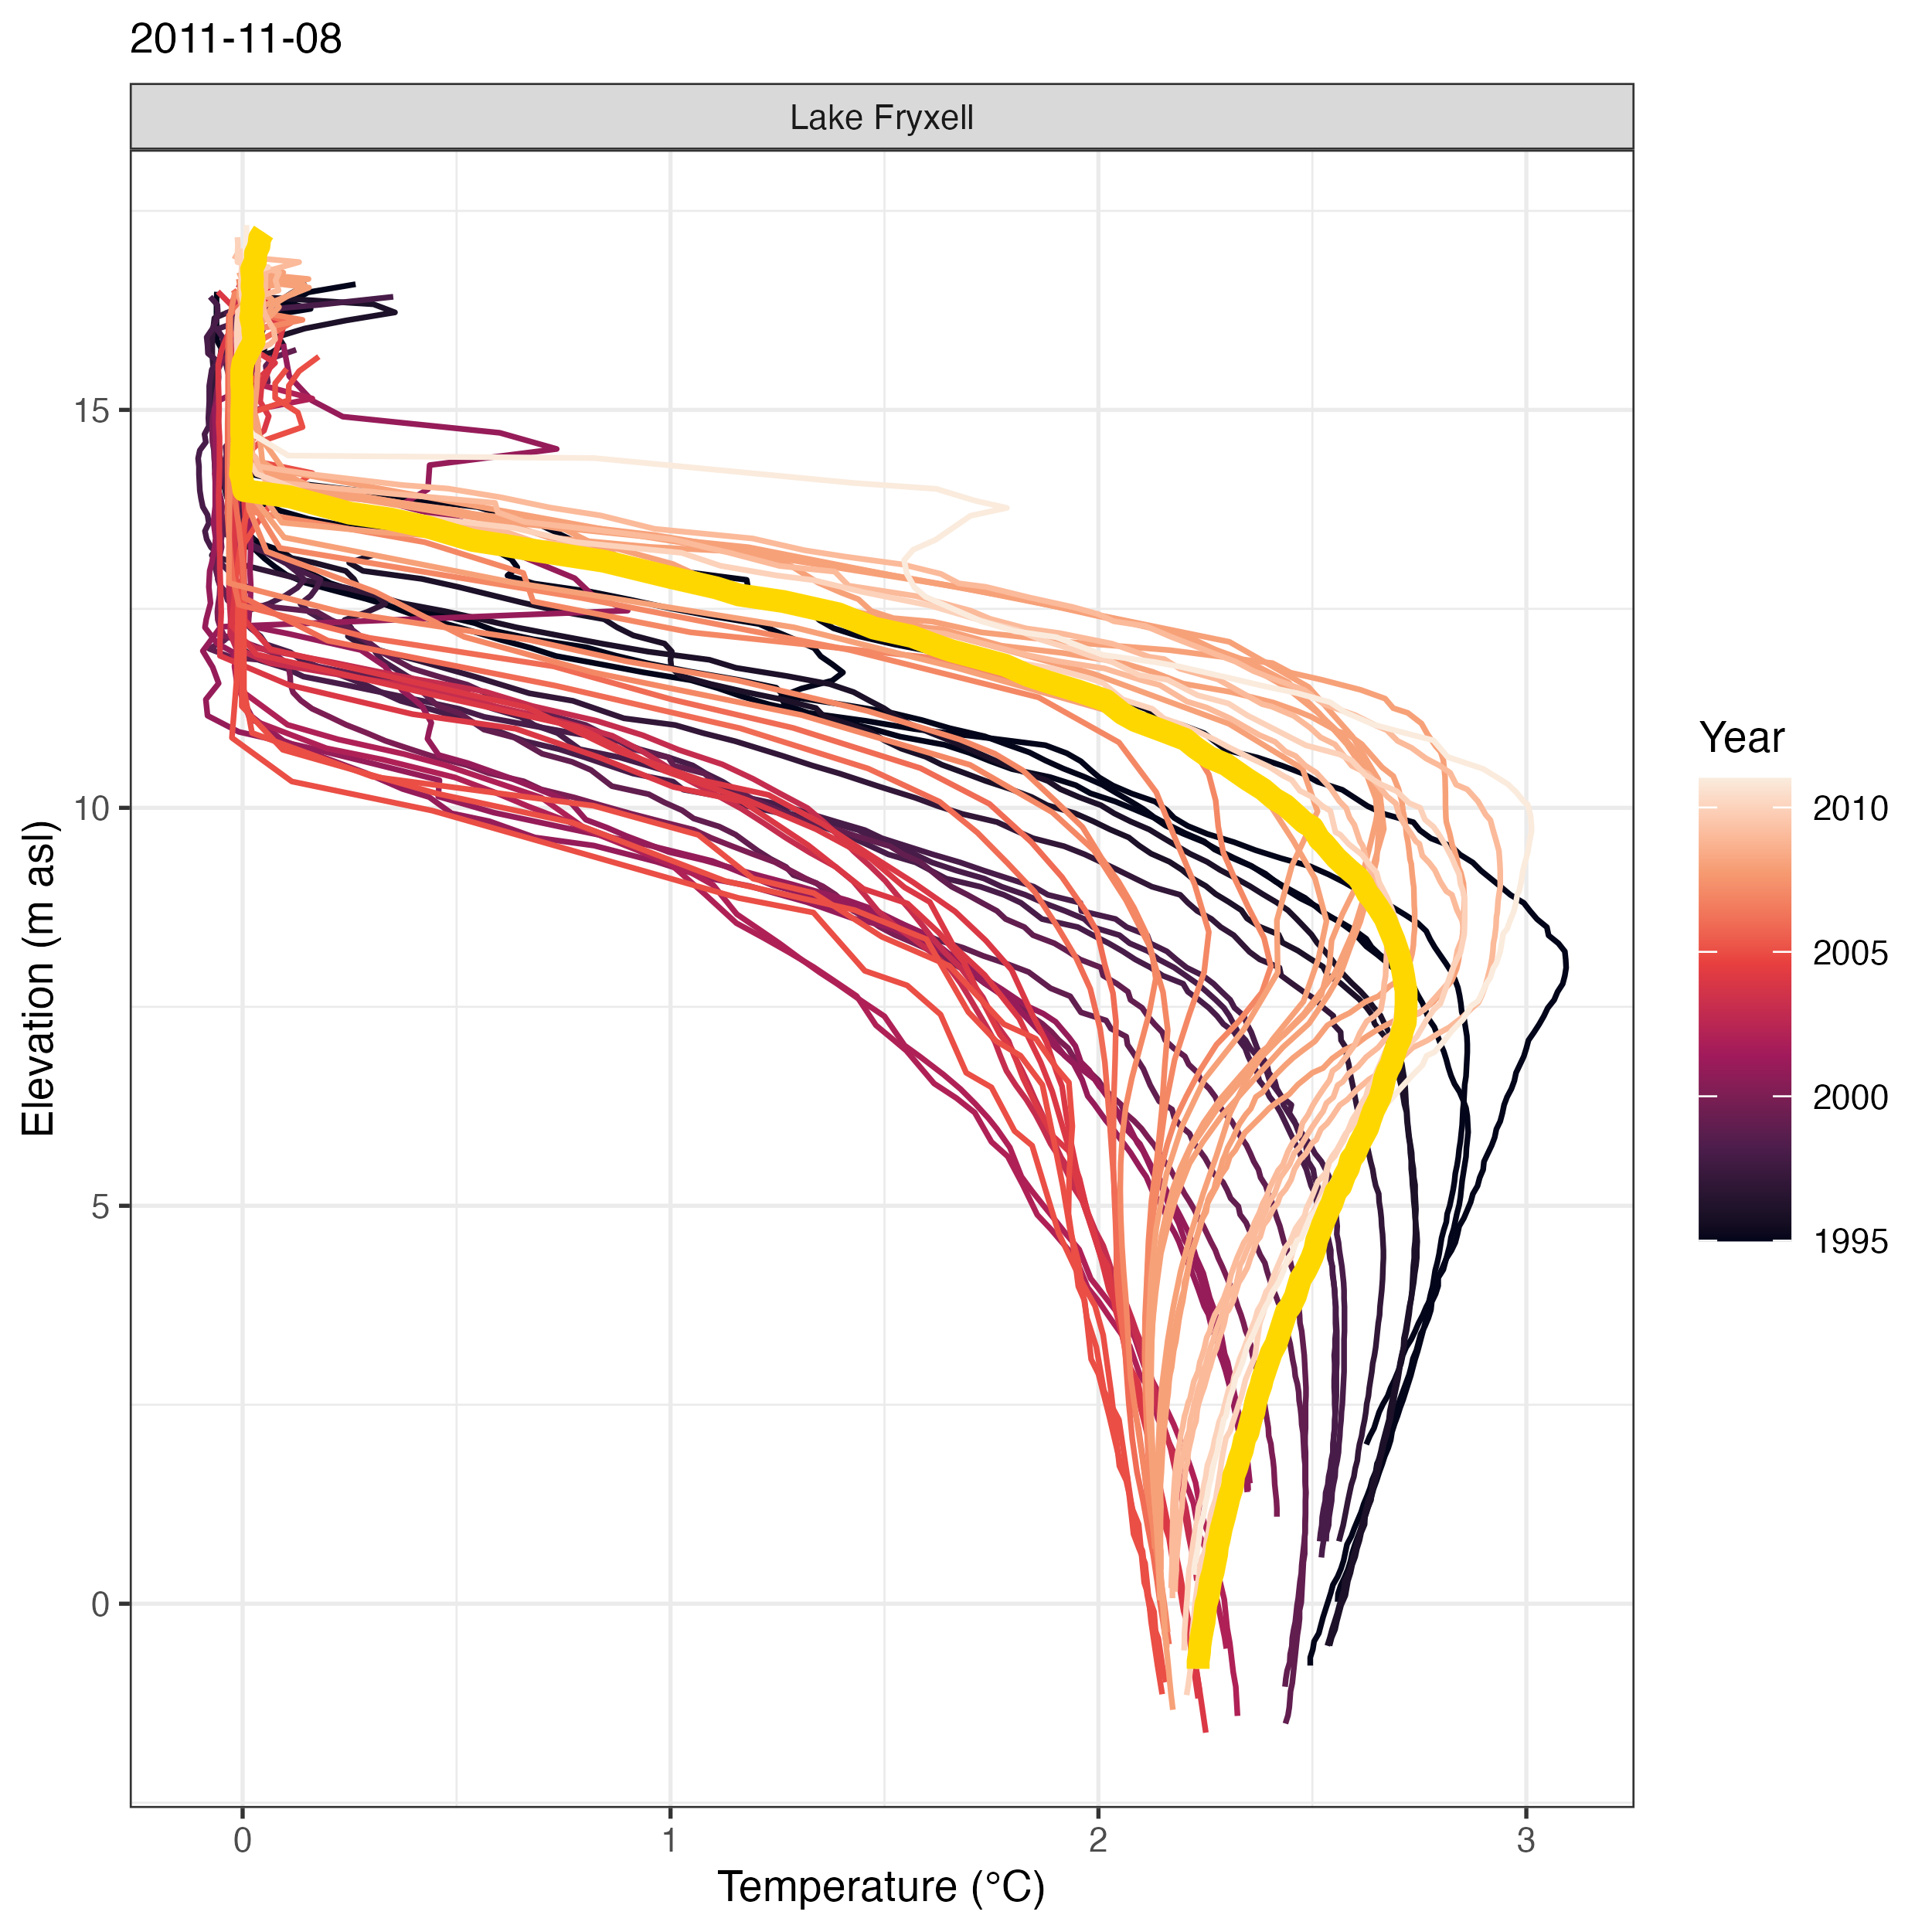 2011-11-08
Lake Fryxell
15
10
5
0
Elevation (m asl)
0 1 2 3
Temperature (°C)
Year
2010
2005
2000
1995